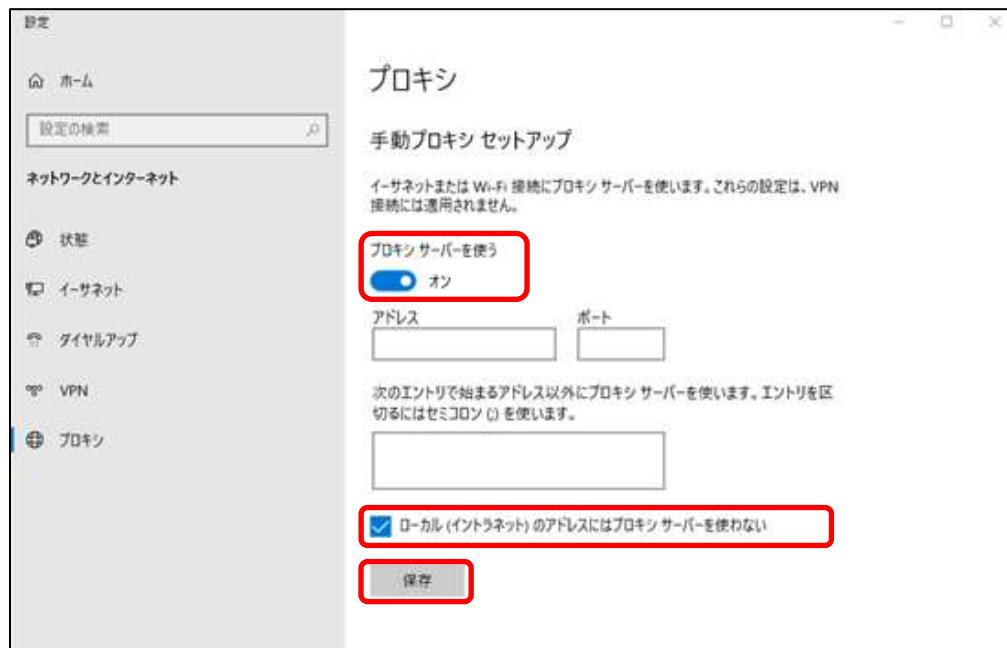 設定
ホーム
設定の検索
ネットワークとインターネット
状態
イーサネット
ダイヤルアップ
VPN
プロキシ
プロキシ
手動プロキシ セットアップ
イーサネットまたは Wi-Fi 接続にプロキシ サーバーを使います。これらの設定は、VPN
接続には適用されません。
プロキシ サーバーを使う
オン
アドレス
ポート
次のエントリで始まるアドレス以外にプロキシ サーバーを使います。エントリを区
切るにはセミコロン (;) を使います。
ローカル (イントラネット) のアドレスにはプロキシ サーバーを使わない
保存